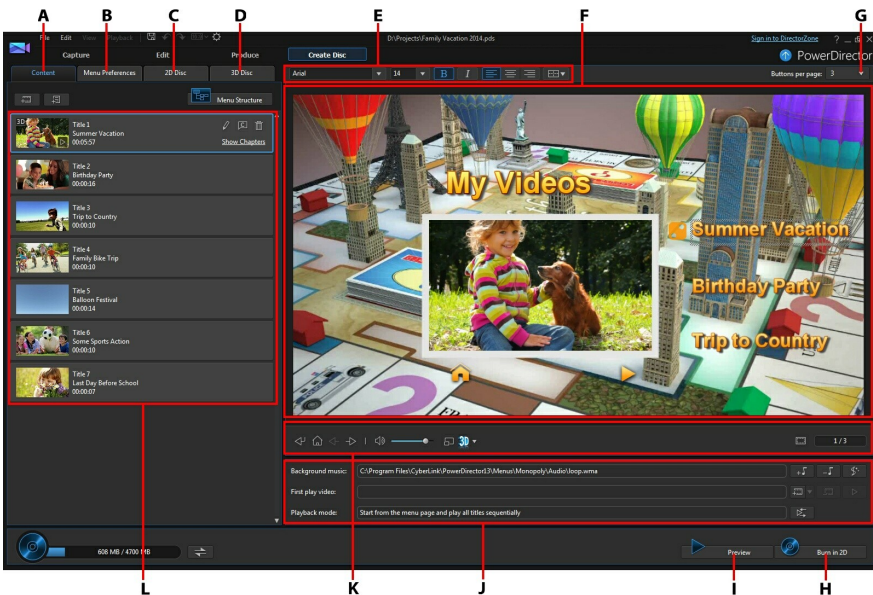 A B C D E F G
File Edit View Playback D:\Projects\Family Vacation 2014.pds Sign in to DirectorZone ? _ X
Capture Edit Produce Create Disc PowerDirector
Content Menu Preferences 2D Disc 3D Disc Arial 14 B I Buttons per page: 3
Menu Structure
3D
Title 1
Summer Vacation
00:05:57 Show Chapters
Title 2
Birthday Party
00:00:16
Title 3
Trip to Country
00:00:10
Title 4
Family Bike Trip
00:00:10
Title 5
Balloon Festival
00:00:14
Title 6
Some Sports Action
00:00:10
Title 7
Last Day Before School
00:00:07
My Videos
Summer Vacation
Birthday Party
Trip to Country
3D 1 / 3
Background music: C:\Program Files\CyberLink\PowerDirector13\Menus\Monopoly\Audio\loop.wma
First play video:
Playback mode: Start from the menu page and play all titles sequentially
608 MB / 4700 MB Preview Burn in 2D
L K J I H